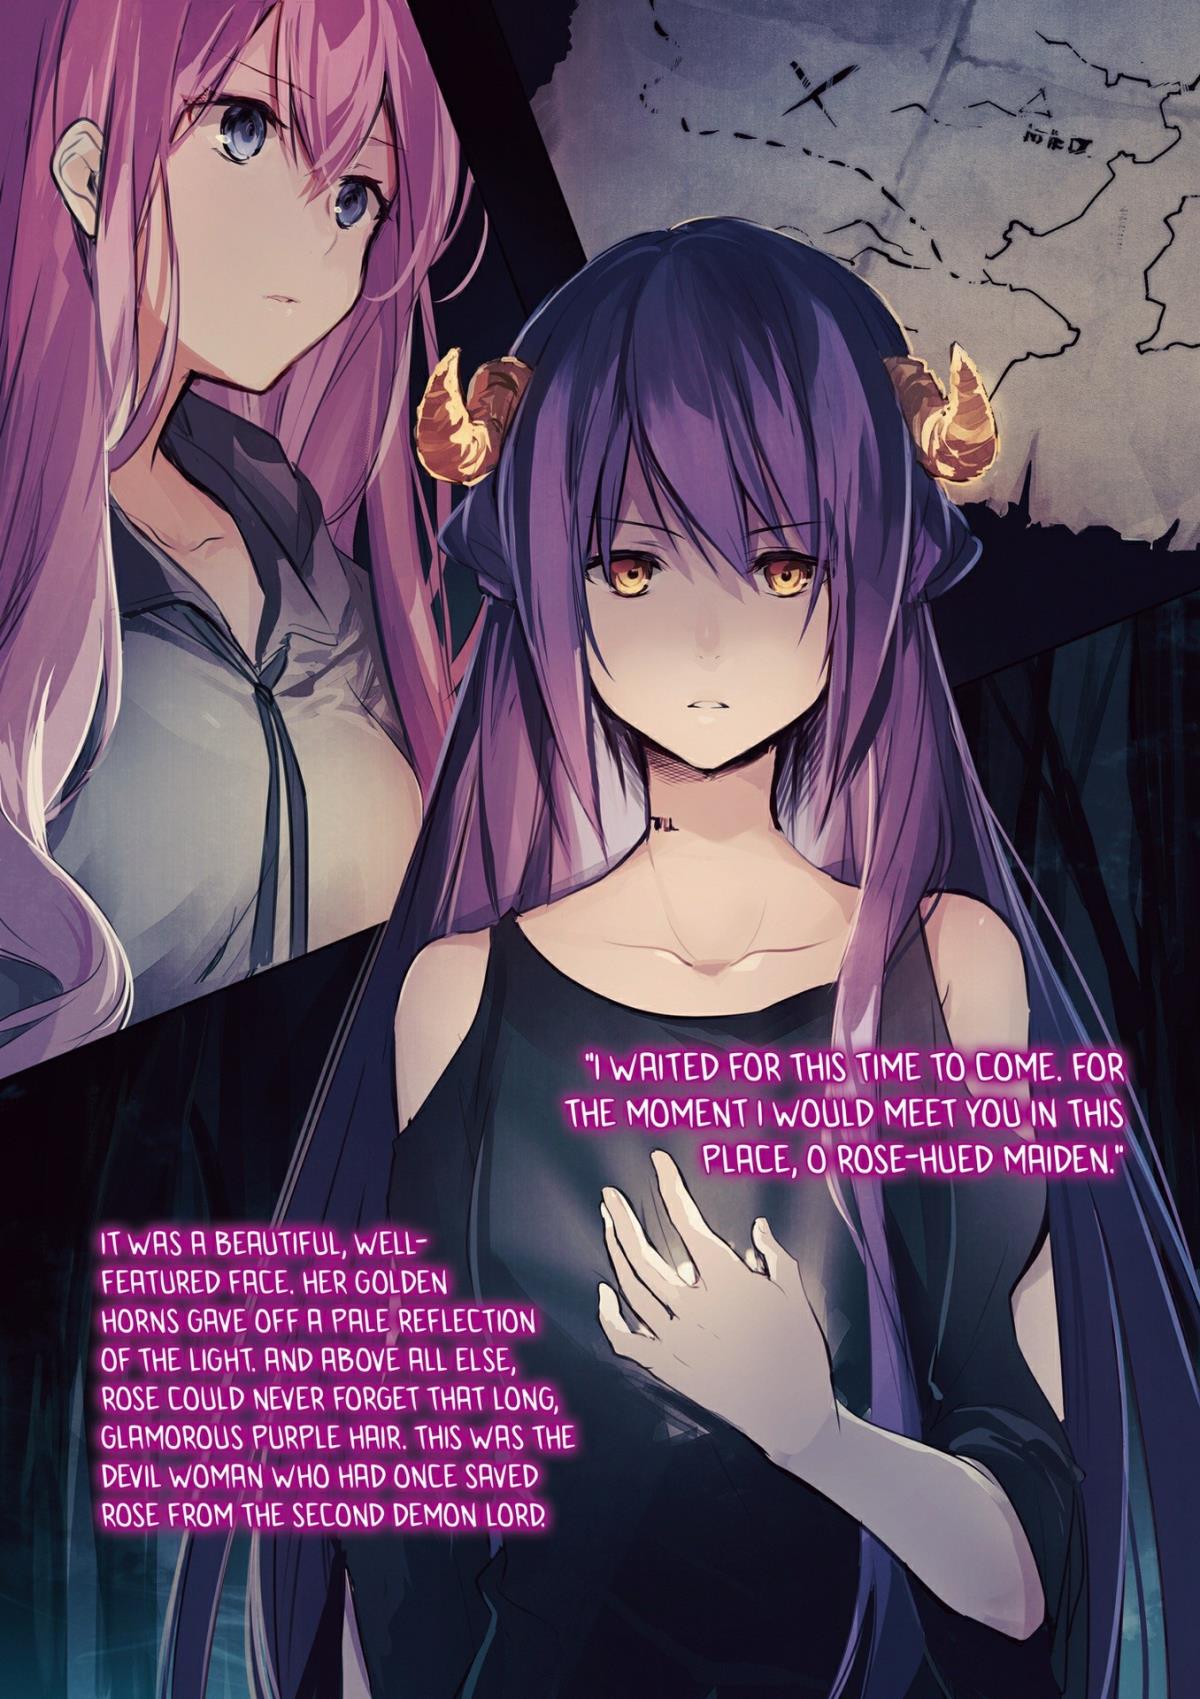 "I WAITED FOR THIS TIME TO COME. FOR
THE MOMENT I WOULD MEET YOU IN THIS
PLACE, O ROSE-HUED MAIDEN."
IT WAS A BEAUTIFUL, WELL-
FEATURED FACE. HER GOLDEN
HORNS GAVE OFF A PALE REFLECTION
OF THE LIGHT. AND ABOVE ALL ELSE,
ROSE COULD NEVER FORGET THAT LONG,
GLAMOROUS PURPLE HAIR. THIS WAS THE
DEVIL WOMAN WHO HAD ONCE SAVED
ROSE FROM THE SECOND DEMON LORD.